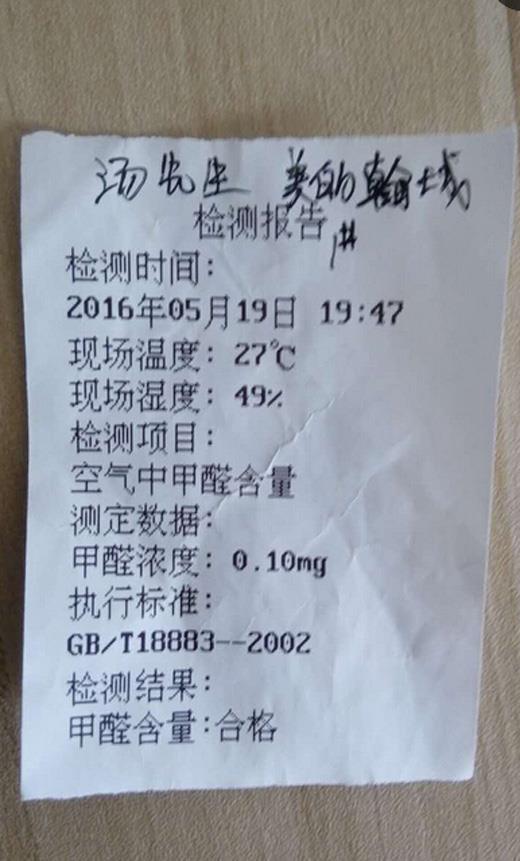 汤先生 美的翰城
检测报告 1#
检测时间:
2016年05月19日 19:47
现场温度: 27℃
现场湿度: 49%
检测项目:
空气中甲醛含量
测定数据:
甲醛浓度: 0.10mg
执行标准:
GB/T18883--2002
检测结果:
甲醛含量:合格